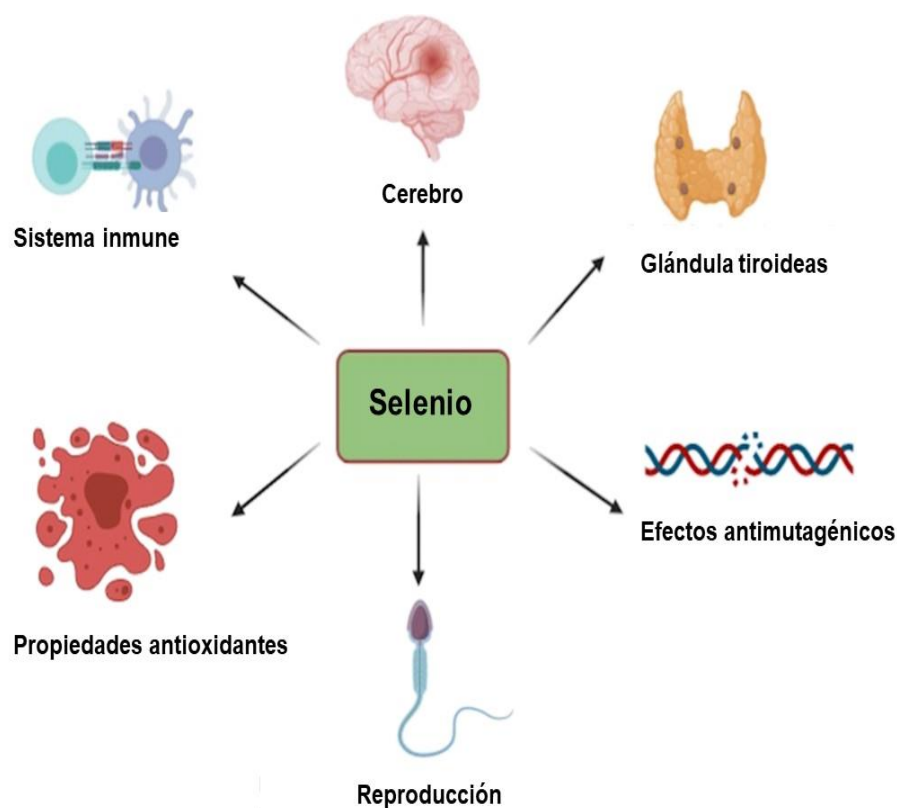 Cerebro
Sistema inmune
Glándula tiroideas
Selenio
Efectos antimutagénicos
Propiedades antioxidantes
Reproducción